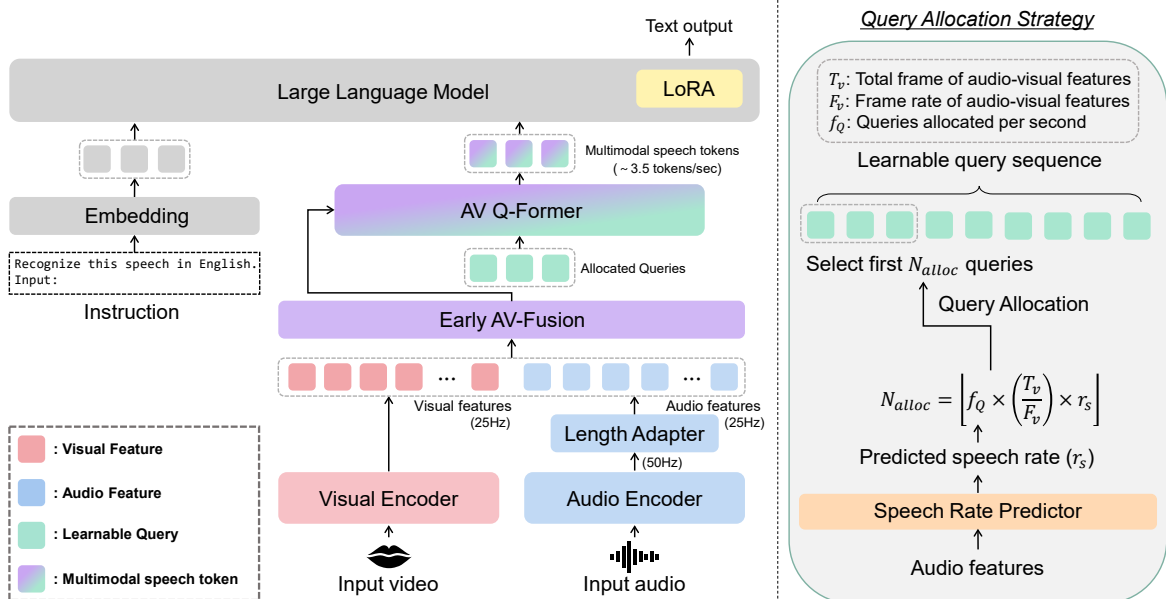 Text output
Large Language Model
LoRA
Multimodal speech tokens
(~3.5 tokens/sec)
Embedding
AV Q-Former
Recognize this speech in English.
Input:
Allocated Queries
Instruction
Early AV-Fusion
...
...
Visual features
(25Hz)
Audio features
(25Hz)
Length Adapter
(50Hz)
Visual Encoder
Audio Encoder
Input video
Input audio
: Visual Feature
: Audio Feature
: Learnable Query
: Multimodal speech token
Query Allocation Strategy
T_v: Total frame of audio-visual features
F_v: Frame rate of audio-visual features
f_Q: Queries allocated per second
Learnable query sequence
Select first N_alloc queries
Query Allocation
N_alloc = ⌊f_Q × (T_v / F_v) × r_s⌋
Predicted speech rate (r_s)
Speech Rate Predictor
Audio features